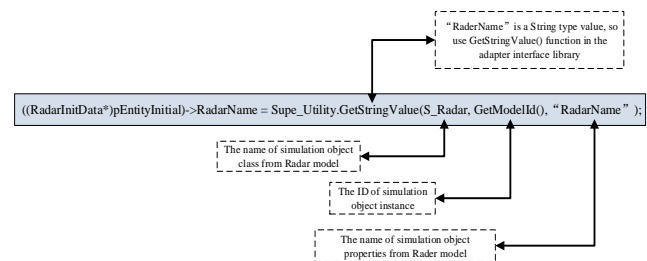 “RaderName” is a String type value, so
use GetStringValue() function in the
adapter interface library
((RadarInitData*)pEntityInitial)->RadarName = Supe_Utility.GetStringValue(S_Radar, GetModelId(), “RadarName” );
The name of simulation object
class from Radar model
The ID of simulation
object instance
The name of simulation object
properties from Rader model